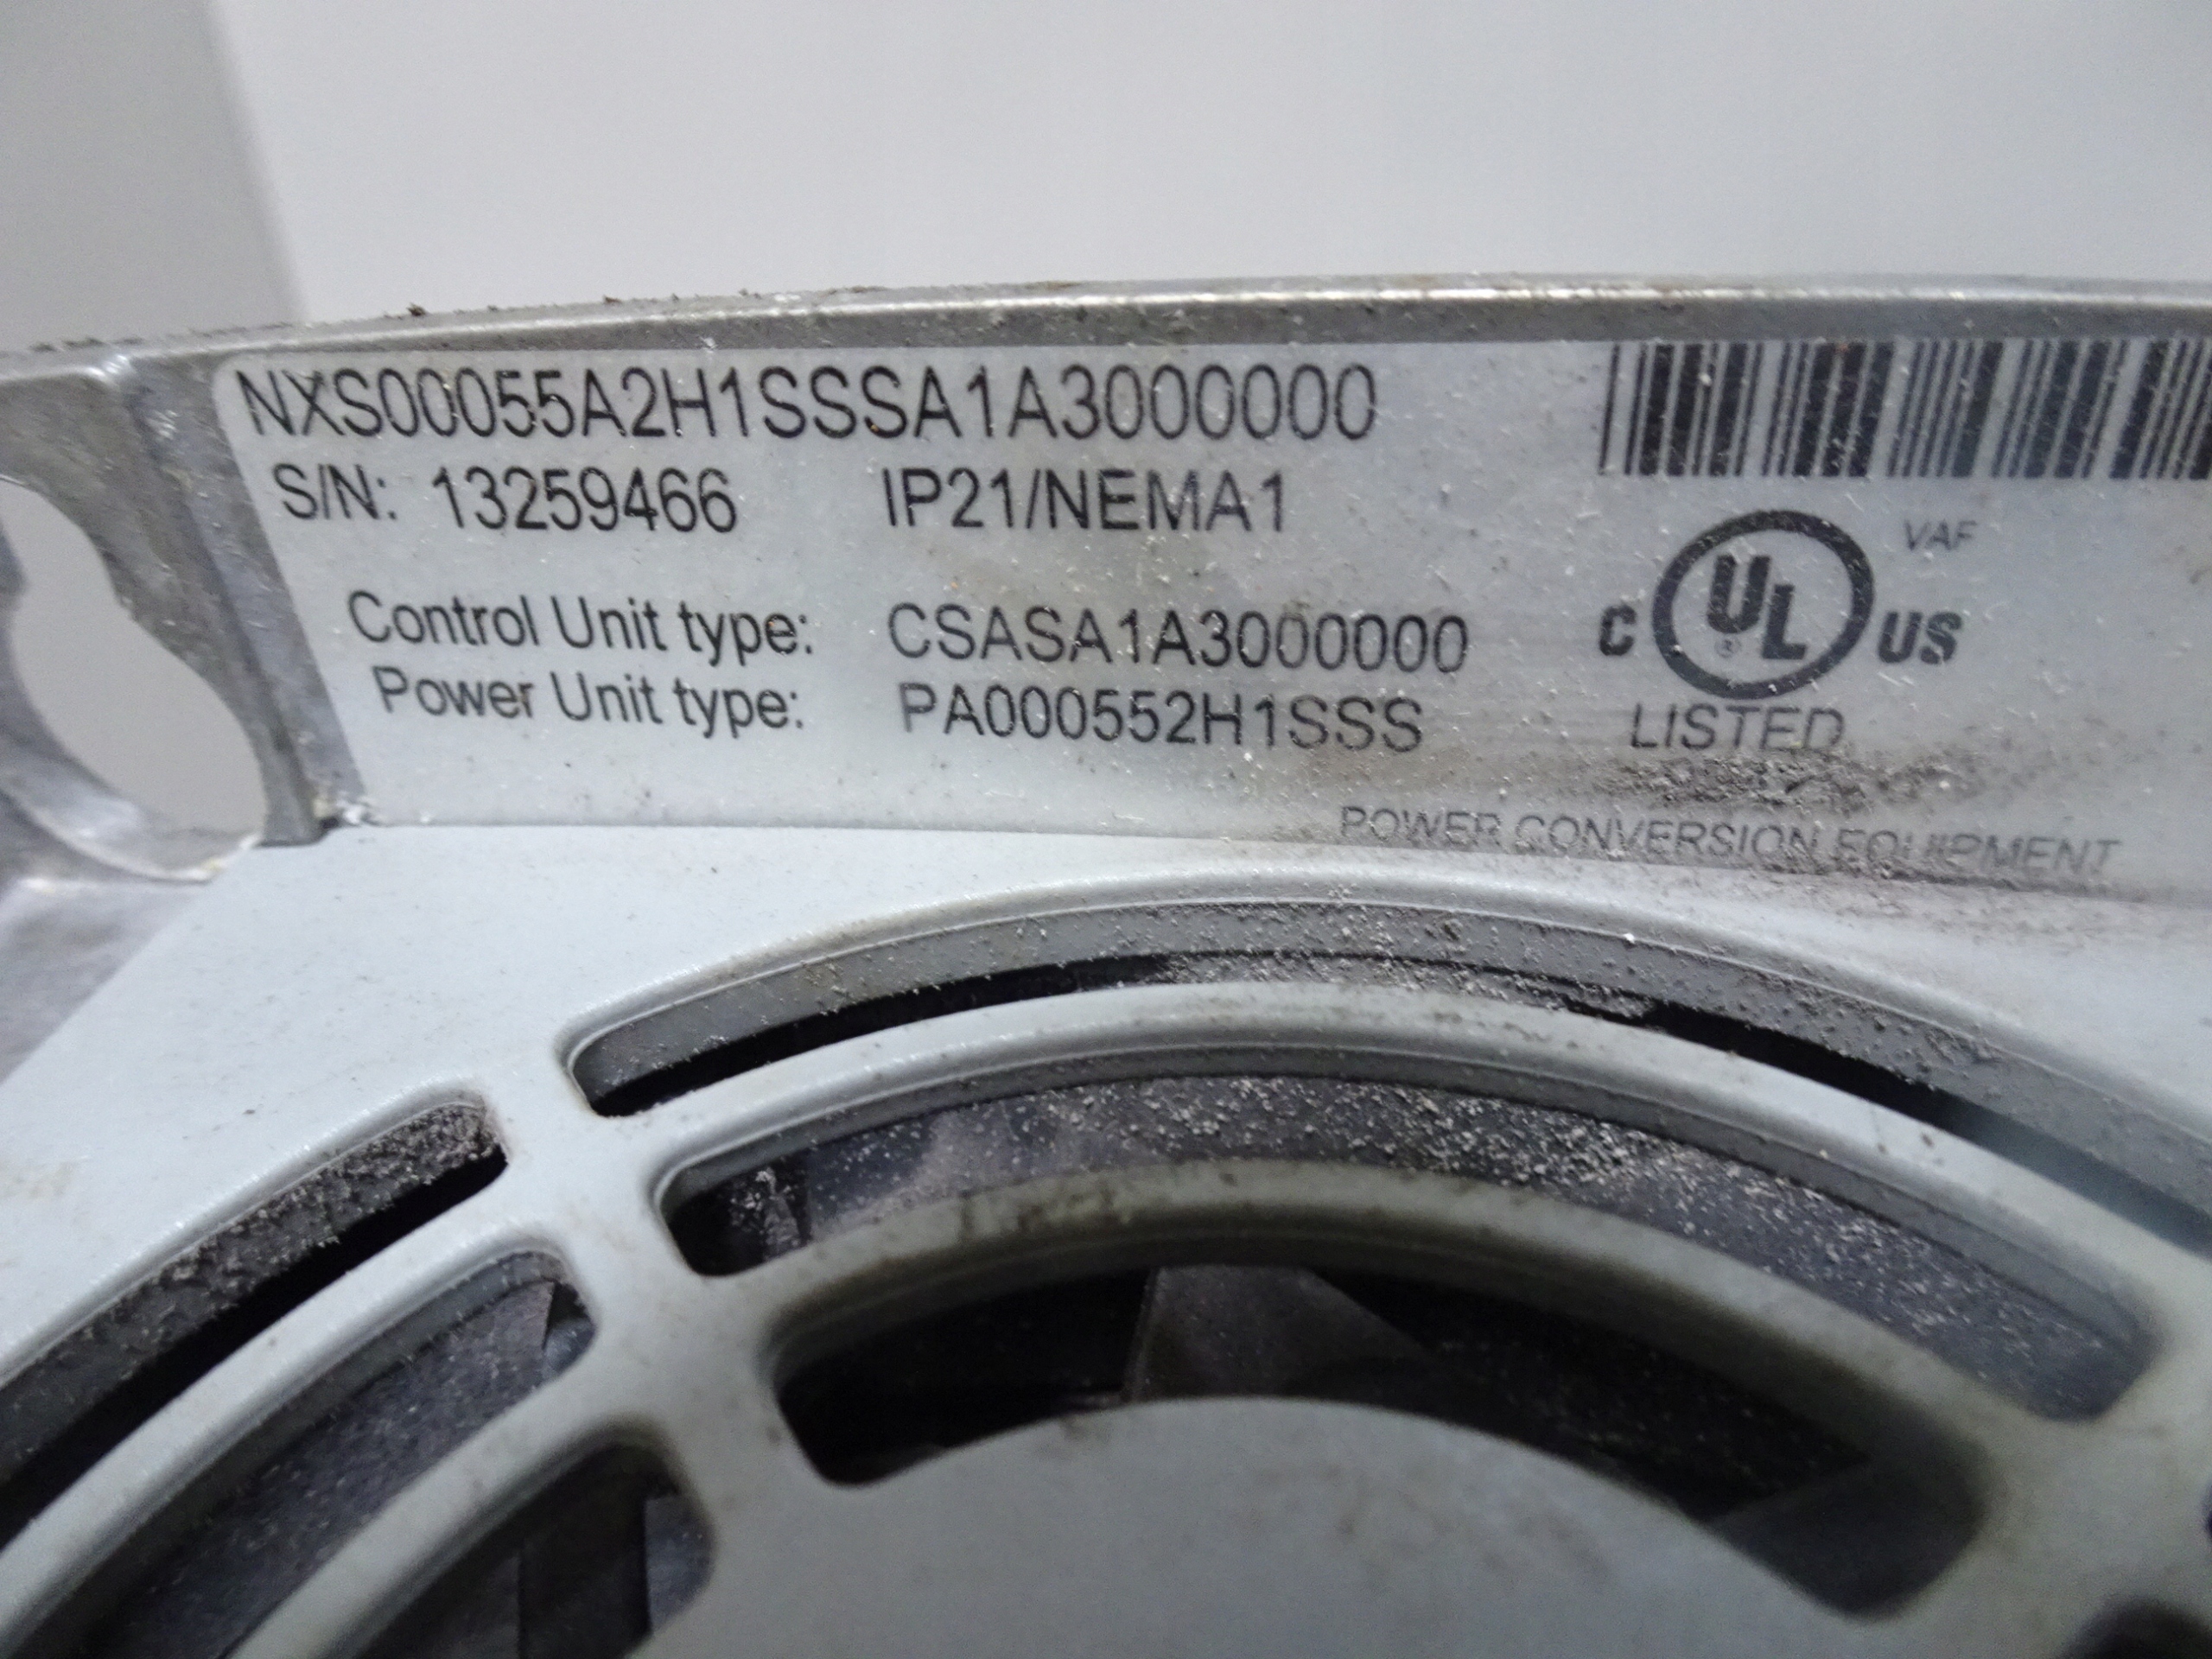 NXS00055A2H1SSSA1A3000000
S/N: 13259466 IP21/NEMA1
VAF
C UL® US
Control Unit type: CSASA1A3000000
Power Unit type: PA000552H1SSS
LISTED
POWER CONVERSION EQUIPMENT